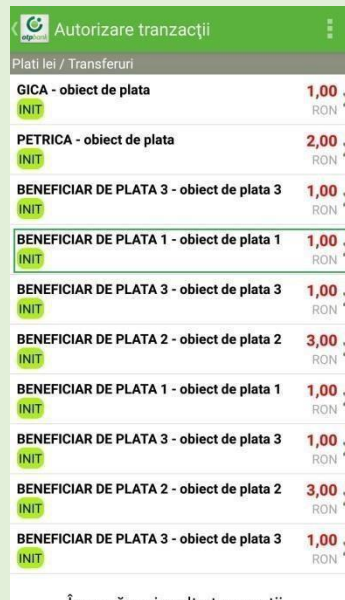 otpbank
Autorizare tranzacţii
Plati lei / Transferuri
GICA - obiect de plata 1,00
INIT RON
PETRICA - obiect de plata 2,00
INIT RON
BENEFICIAR DE PLATA 3 - obiect de plata 3 1,00
INIT RON
BENEFICIAR DE PLATA 1 - obiect de plata 1 1,00
INIT RON
BENEFICIAR DE PLATA 3 - obiect de plata 3 1,00
INIT RON
BENEFICIAR DE PLATA 2 - obiect de plata 2 3,00
INIT RON
BENEFICIAR DE PLATA 1 - obiect de plata 1 1,00
INIT RON
BENEFICIAR DE PLATA 3 - obiect de plata 3 1,00
INIT RON
BENEFICIAR DE PLATA 2 - obiect de plata 2 3,00
INIT RON
BENEFICIAR DE PLATA 3 - obiect de plata 3 1,00
INIT RON